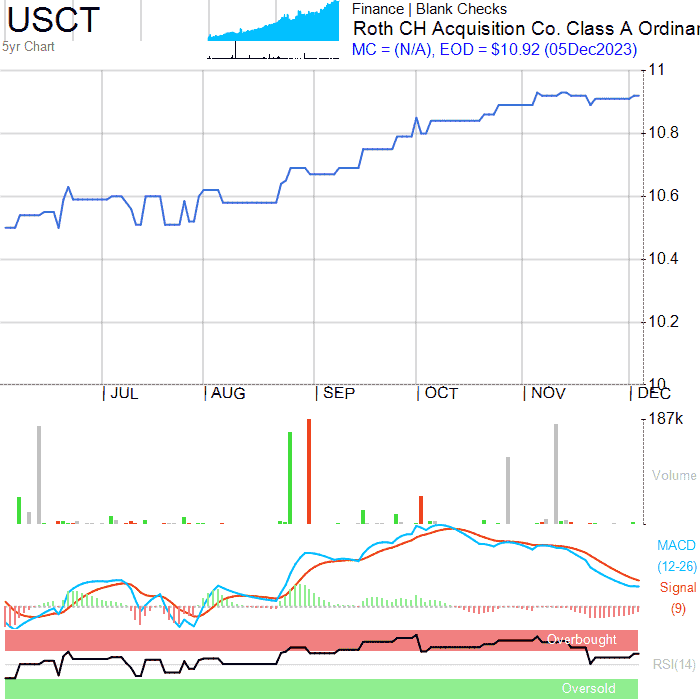 USCT
5yr Chart
Finance | Blank Checks
Roth CH Acquisition Co. Class A Ordinar
MC = (N/A), EOD = $10.92 (05Dec2023)
11
10.8
10.6
10.4
10.2
10
JUL AUG SEP OCT NOV DEC
187k
Volume
MACD
(12-26)
Signal
(9)
Overbought
RSI(14)
Oversold